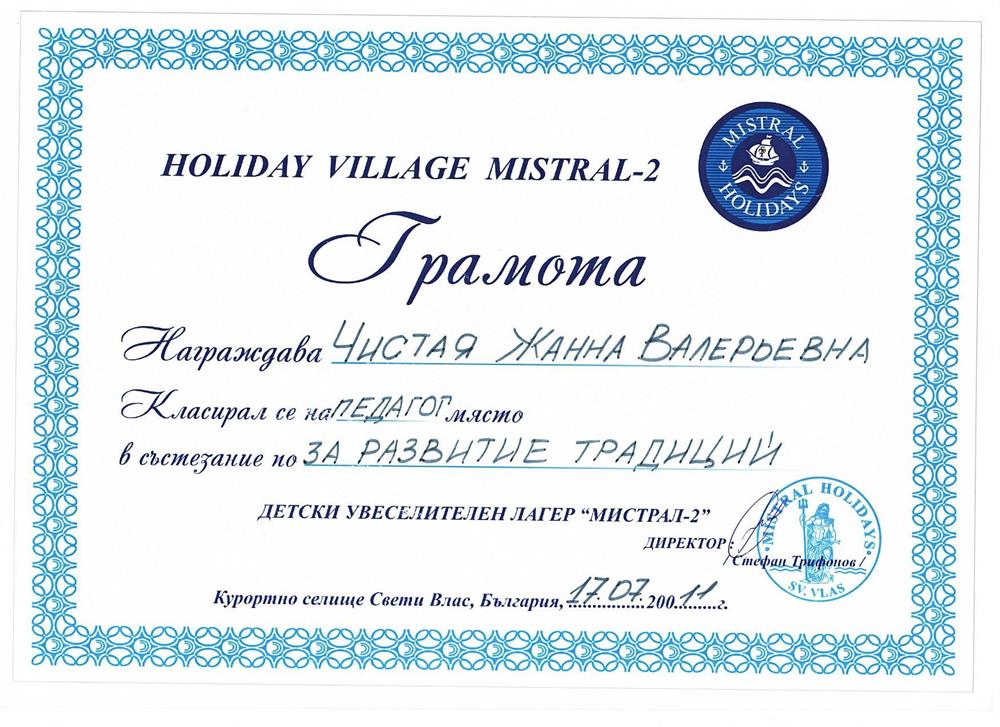 HOLIDAY VILLAGE MISTRAL-2
MISTRAL HOLIDAYS
Грамота
Награждава ЧИСТАЯ ЖАННА ВАЛЕРЬЕВНА
Класирал се на ПЕДАГОГ място
в състезание по ЗА РАЗВИТИЕ ТРАДИЦИЙ
ДЕТСКИ УВЕСЕЛИТЕЛЕН ЛАГЕР “МИСТРАЛ-2”
ДИРЕКТОР:
/ Стефан Трифонов /
MISTRAL HOLIDAYS
SV. VLAS
Курортно селище Свети Влас, България, 17.07. 200 11 г.